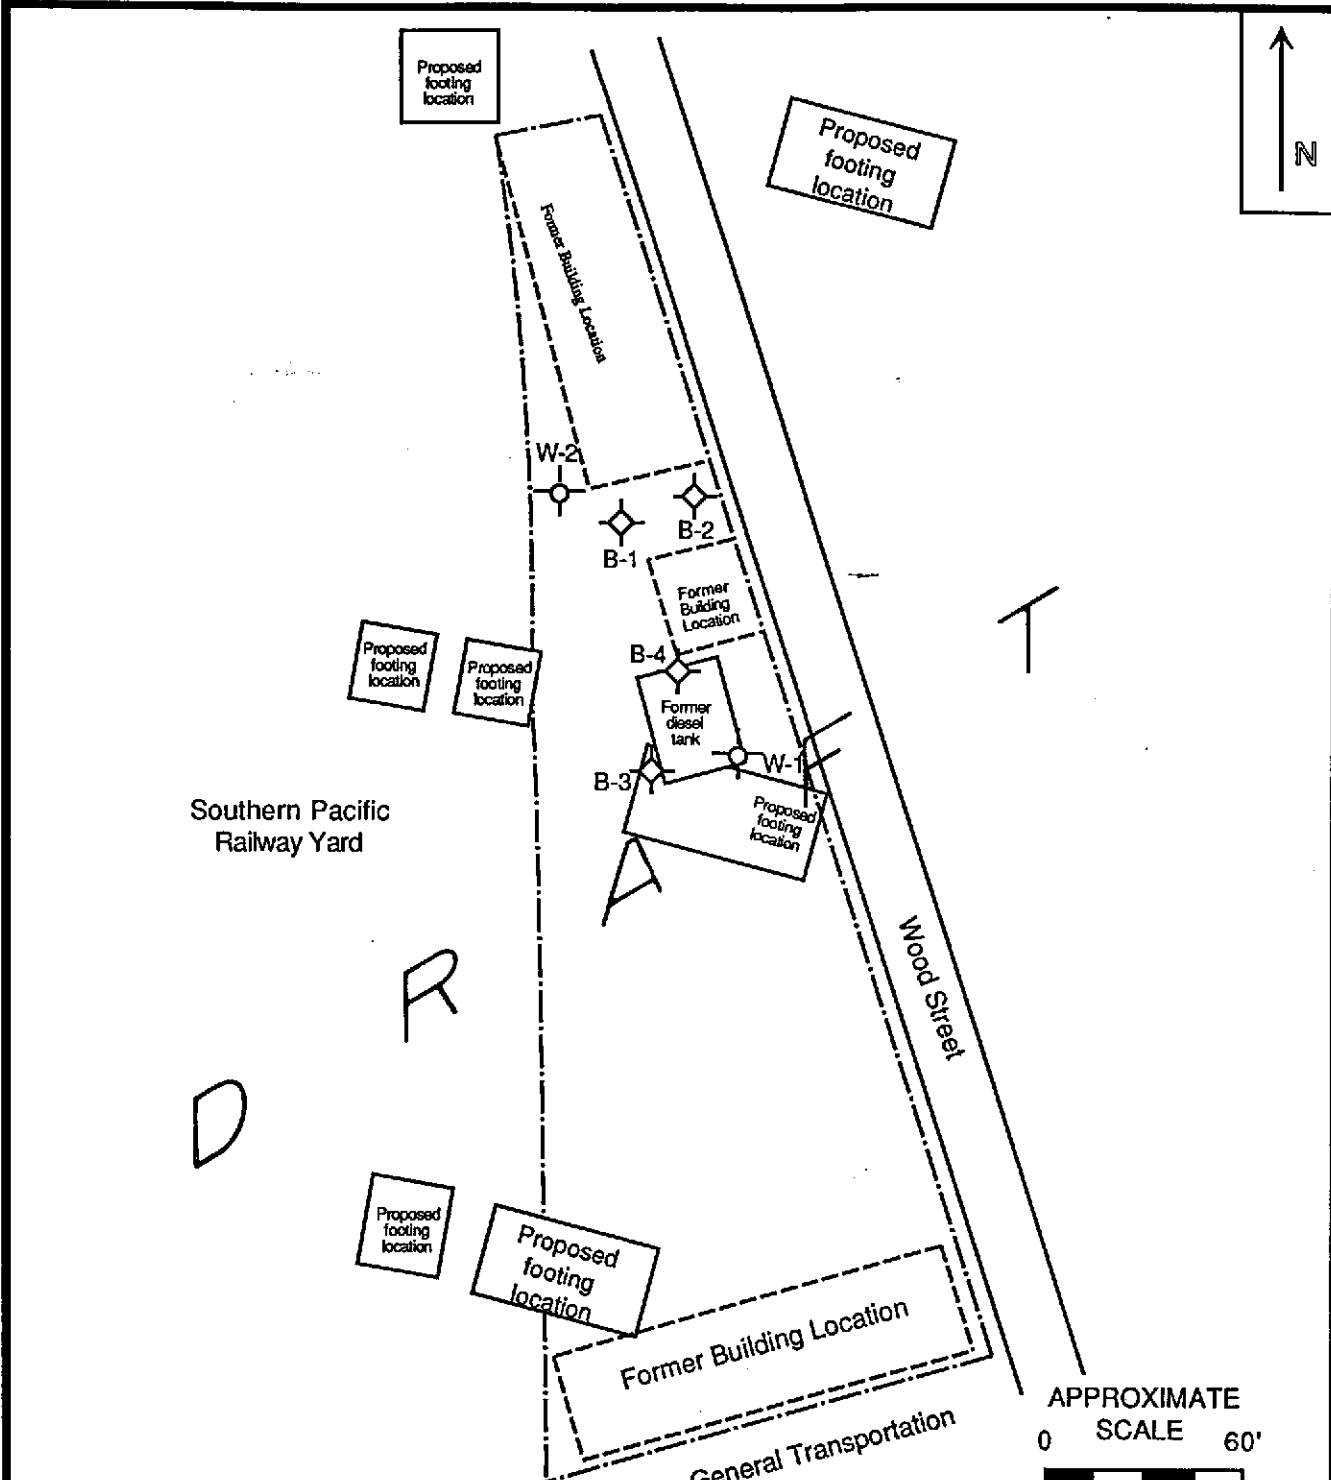 Proposed
footing
location
Proposed
footing
location
N
Former Building Location
W-2
B-1
B-2
Former
Building
Location
B-4
Former
diesel
tank
Proposed
footing
location
Proposed
footing
location
T
F
B-3
W-1
Proposed
footing
location
Southern Pacific
Railway Yard
A
R
D
Wood Street
Proposed
footing
location
Proposed
footing
location
Former Building Location
General Transportation
APPROXIMATE
SCALE
0 60'